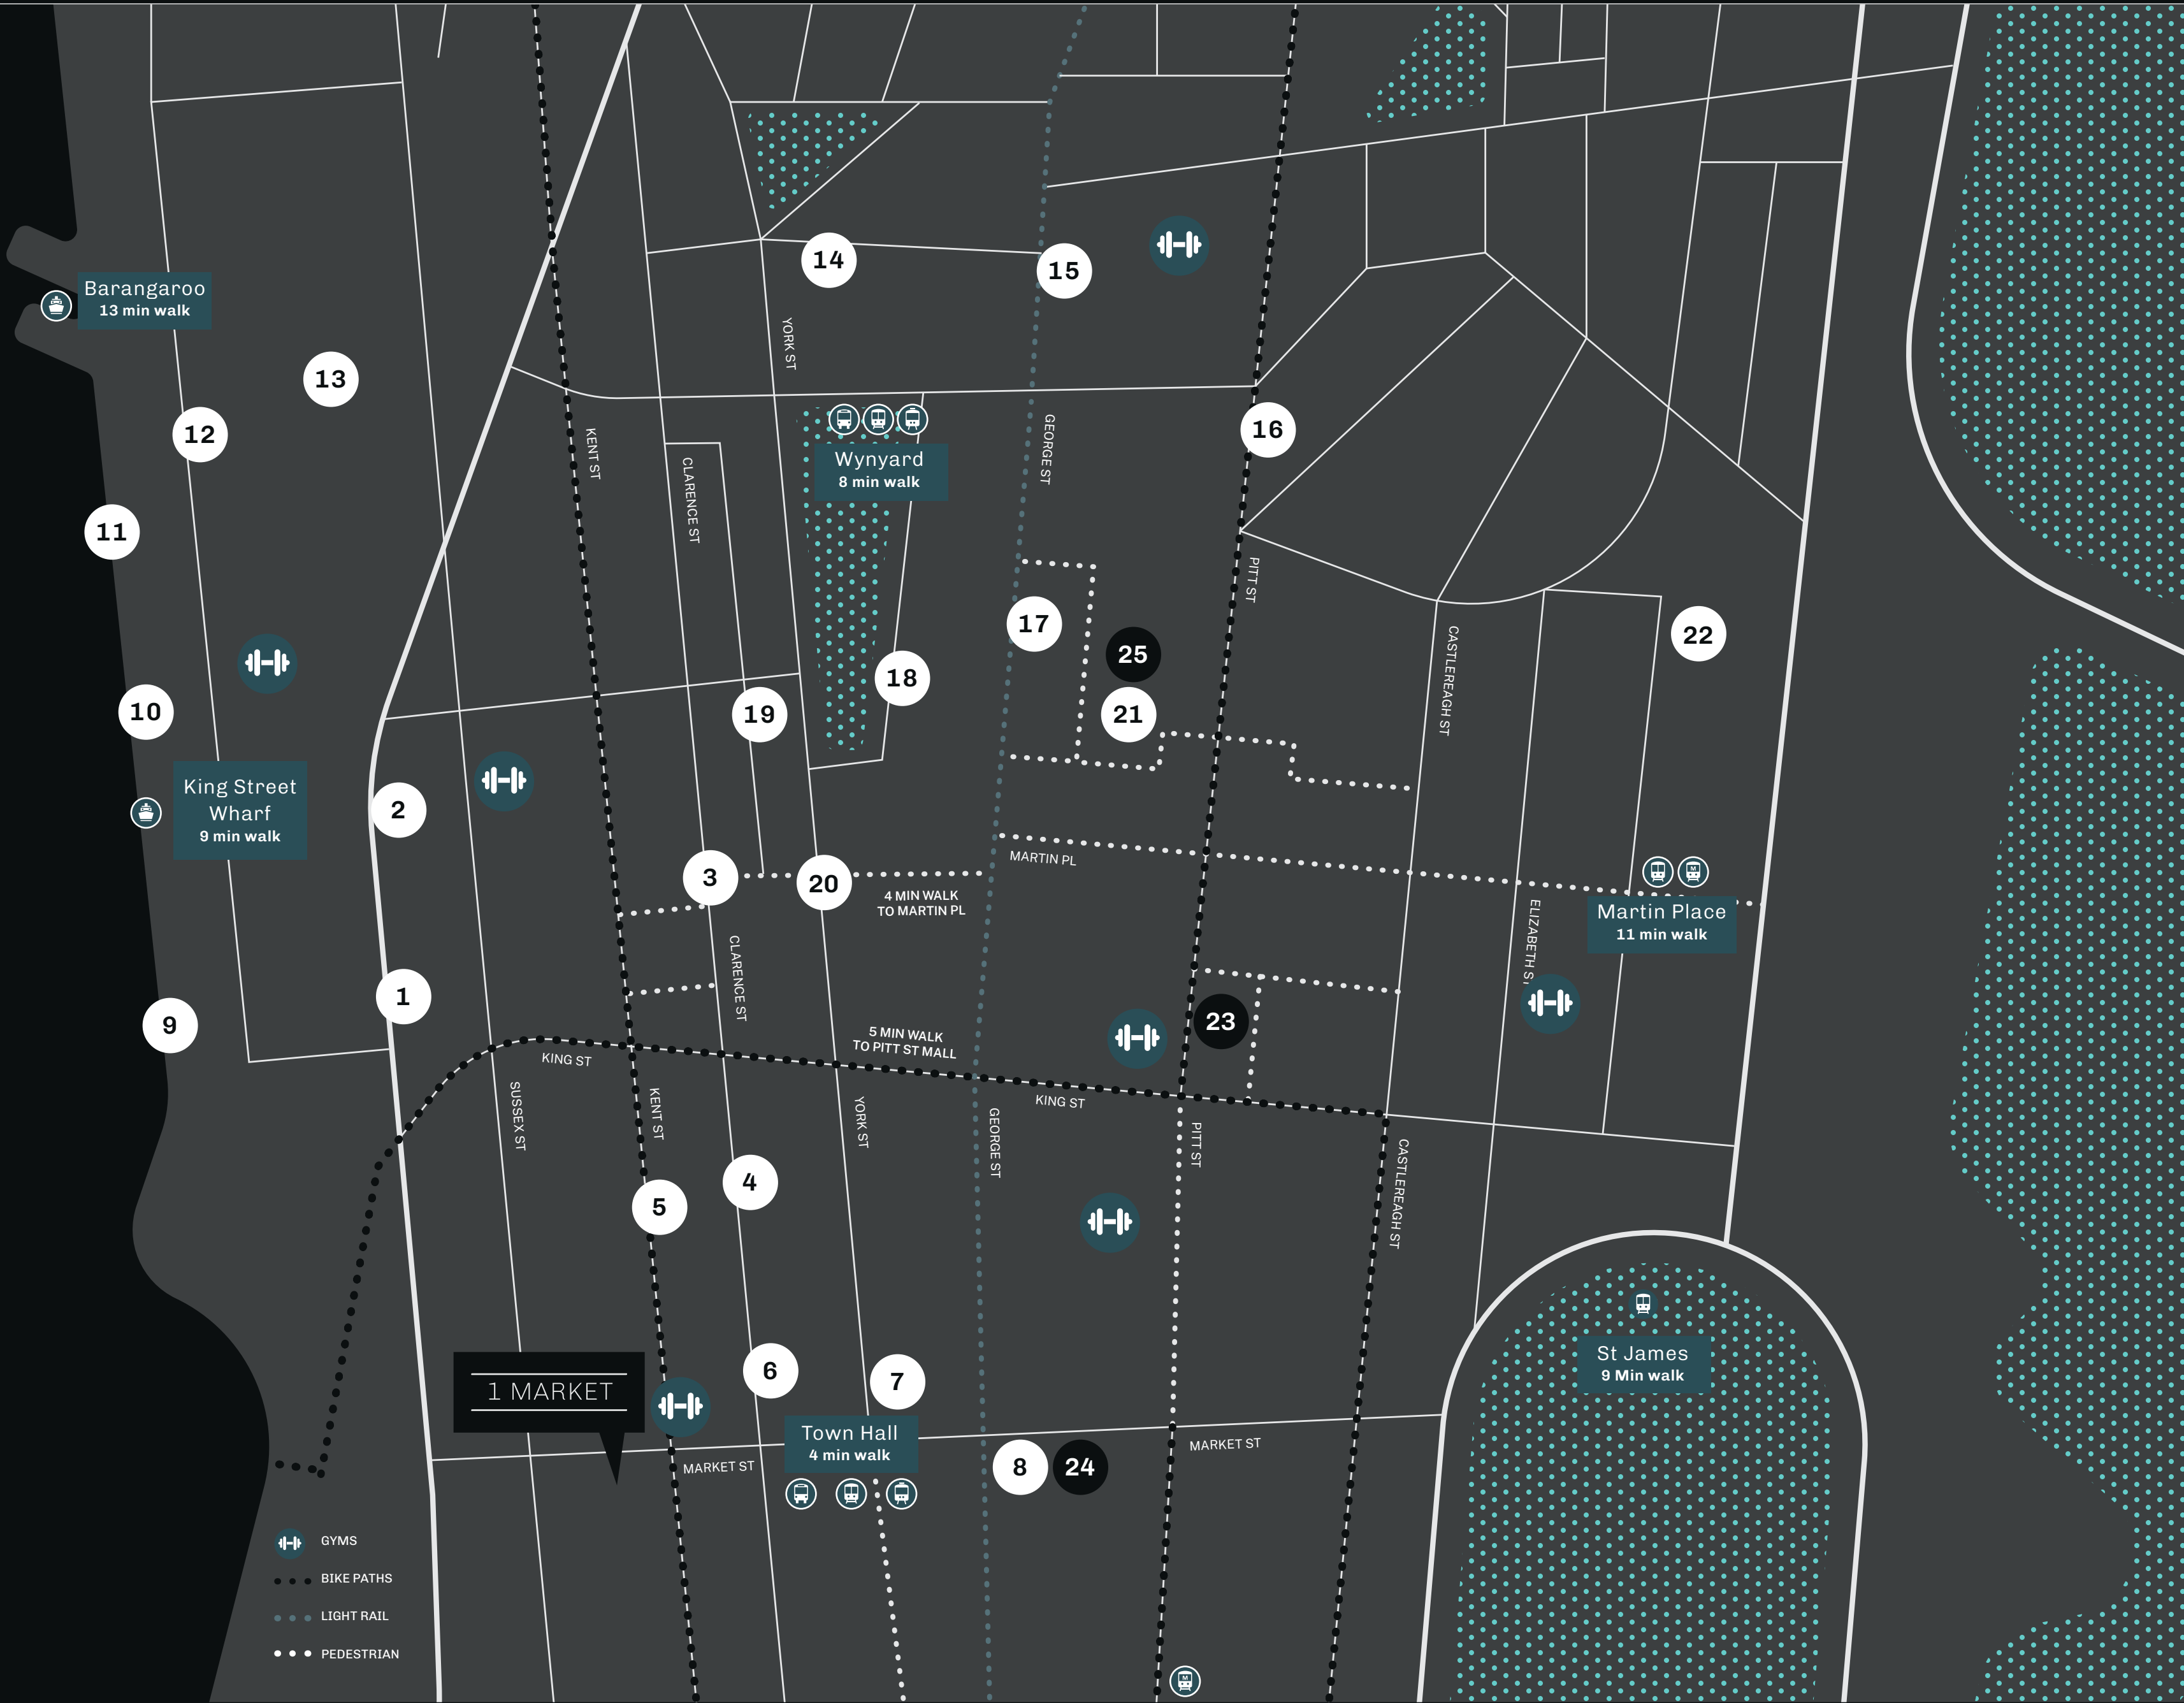 14
15
Barangaroo
13 min walk
YORK ST
13
12
16
KENT ST
CLARENCE ST
Wynyard
8 min walk
GEORGE ST
11
PITT ST
17
25
CASTLEREAGH ST
22
18
10
19
21
King Street
Wharf
9 min walk
2
3
20
MARTIN PL
4 MIN WALK
TO MARTIN PL
ELIZABETH S
Martin Place
11 min walk
CLARENCE ST
1
9
23
5 MIN WALK
TO PITT ST MALL
KING ST
KING ST
SUSSEX ST
KENT ST
YORK ST
GEORGE ST
PITT ST
CASTLEREAGH ST
4
5
1 MARKET
6
7
St James
9 Min walk
Town Hall
4 min walk
MARKET ST
MARKET ST
8
24
GYMS
BIKE PATHS
LIGHT RAIL
PEDESTRIAN